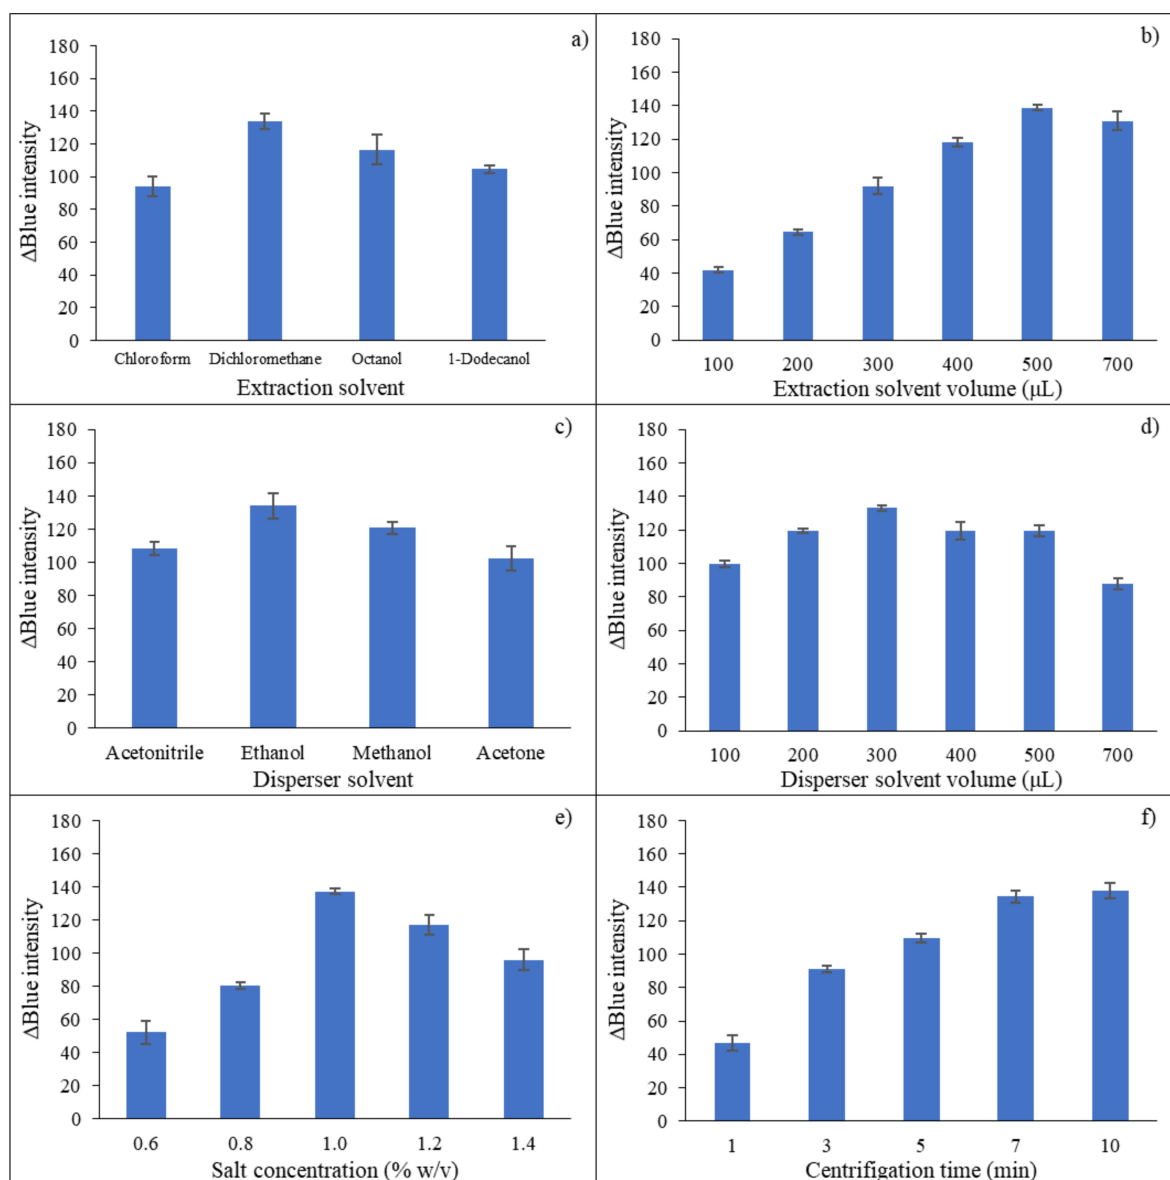 a)
180
160
140
120
100
80
60
40
20
0
ΔBlue intensity
Chloroform Dichloromethane Octanol 1-Dodecanol
Extraction solvent
b)
180
160
140
120
100
80
60
40
20
0
ΔBlue intensity
100 200 300 400 500 700
Extraction solvent volume (μL)
c)
180
160
140
120
100
80
60
40
20
0
ΔBlue intensity
Acetonitrile Ethanol Methanol Acetone
Disperser solvent
d)
180
160
140
120
100
80
60
40
20
0
ΔBlue intensity
100 200 300 400 500 700
Disperser solvent volume (μL)
e)
180
160
140
120
100
80
60
40
20
0
ΔBlue intensity
0.6 0.8 1.0 1.2 1.4
Salt concentration (% w/v)
f)
180
160
140
120
100
80
60
40
20
0
ΔBlue intensity
1 3 5 7 10
Centrifigation time (min)